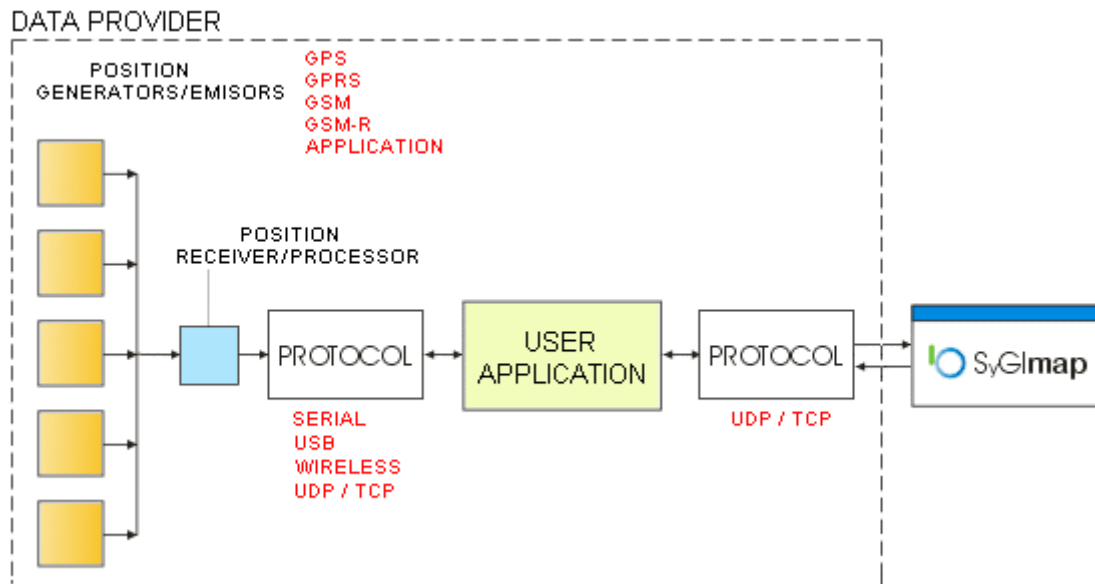 DATA PROVIDER
POSITION
GENERATORS/EMISORS
GPS
GPRS
GSM
GSM-R
APPLICATION
POSITION
RECEIVER/PROCESSOR
PROTOCOL
USER
APPLICATION
PROTOCOL
SyGImap
SERIAL
USB
WIRELESS
UDP / TCP
UDP / TCP